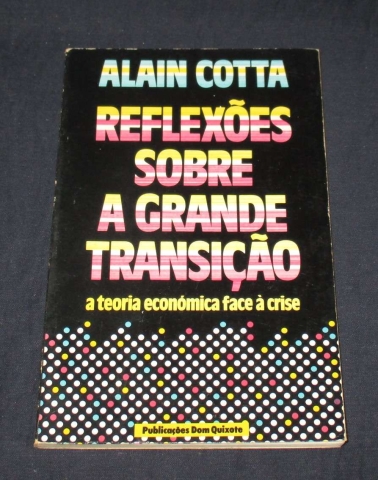 ALAIN COTTA
REFLEXÕES
SOBRE
A GRANDE
TRANSIÇÃO
a teoria económica face à crise
Publicações Dom Quixote